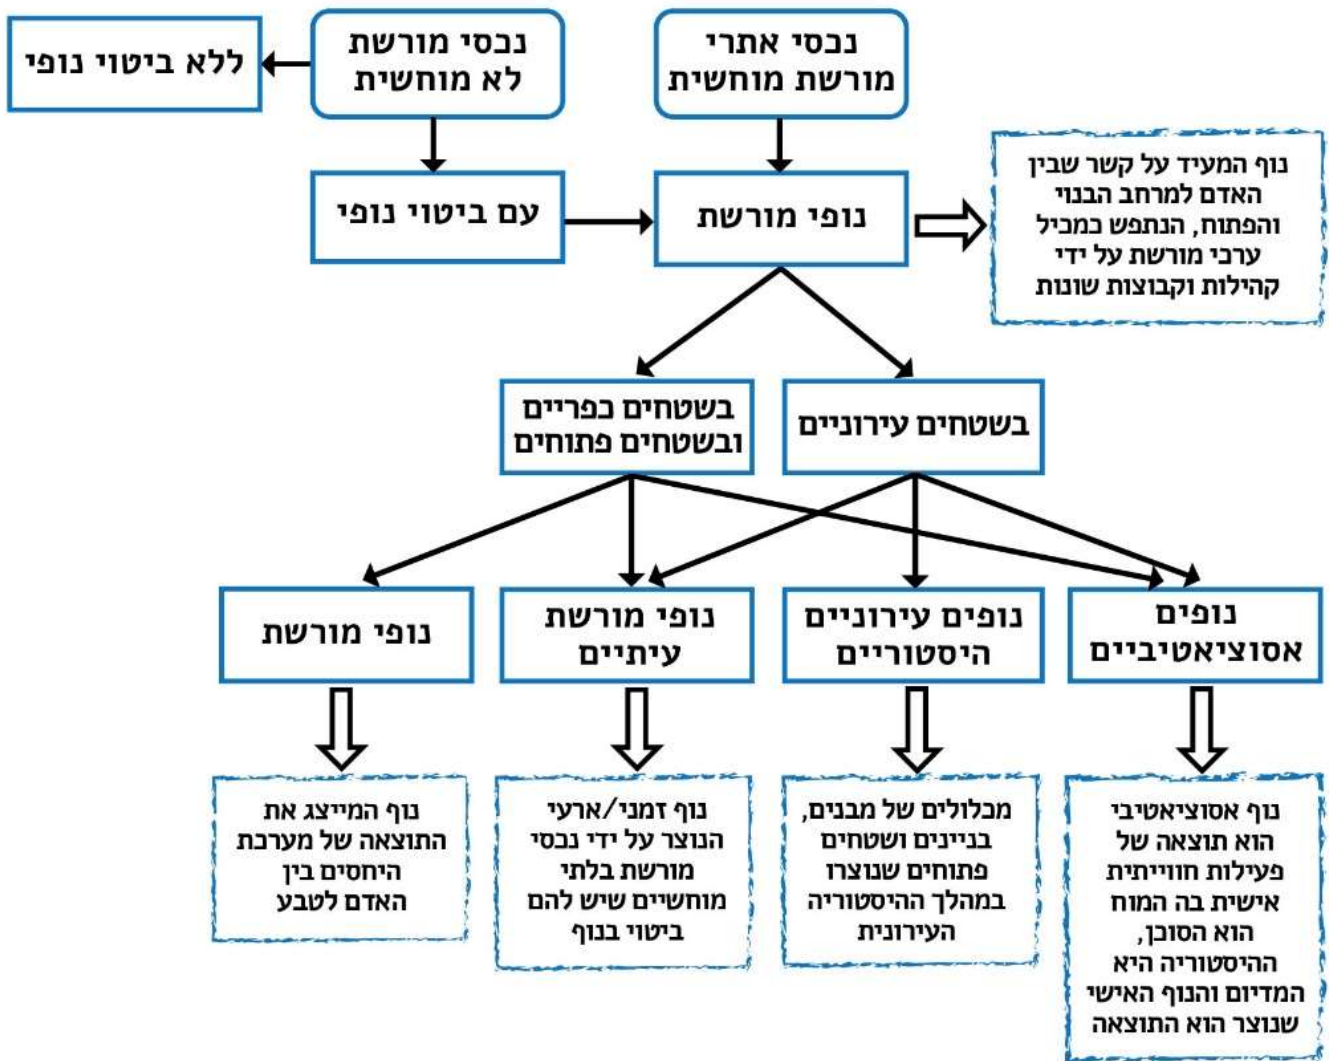 נכסי אתרי
מורשת מוחשית
נכסי מורשת
לא מוחשית
ללא ביטוי נופי
עם ביטוי נופי
נופי מורשת
נוף המעיד על קשר שבין
האדם למרחב הבנוי
והפתוח, הנתפש כמכיל
ערכי מורשת על ידי
קהילות וקבוצות שונות
בשטחים עירוניים
בשטחים כפריים
ובשטחים פתוחים
נופים
אסוציאטיביים
נופים עירוניים
היסטוריים
נופי מורשת
עיתיים
נופי מורשת
נוף אסוציאטיבי
הוא תוצאה של
פעילות חווייתית
אישית בה המוח
הוא הסוכן,
ההיסטוריה היא
המדיום והנוף האישי
שנוצר הוא התוצאה
מכלולים של מבנים,
בניינים ושטחים
פתוחים שנוצרו
במהלך ההיסטוריה
העירונית
נוף זמני/ארעי
הנוצר על ידי נכסי
מורשת בלתי
מוחשיים שיש להם
ביטוי בנוף
נוף המייצג את
התוצאה של מערכת
היחסים בין
האדם לטבע